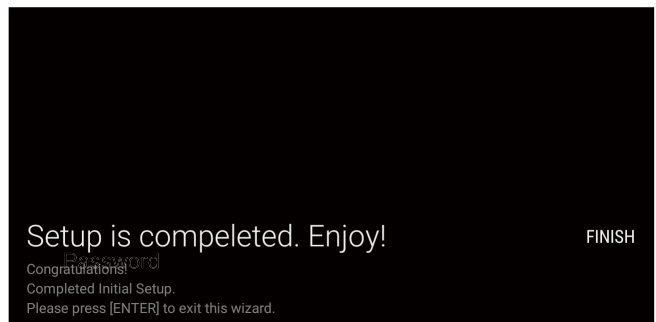 Setup is compeleted. Enjoy!
FINISH
Password
Congratulations!
Completed Initial Setup.
Please press [ENTER] to exit this wizard.